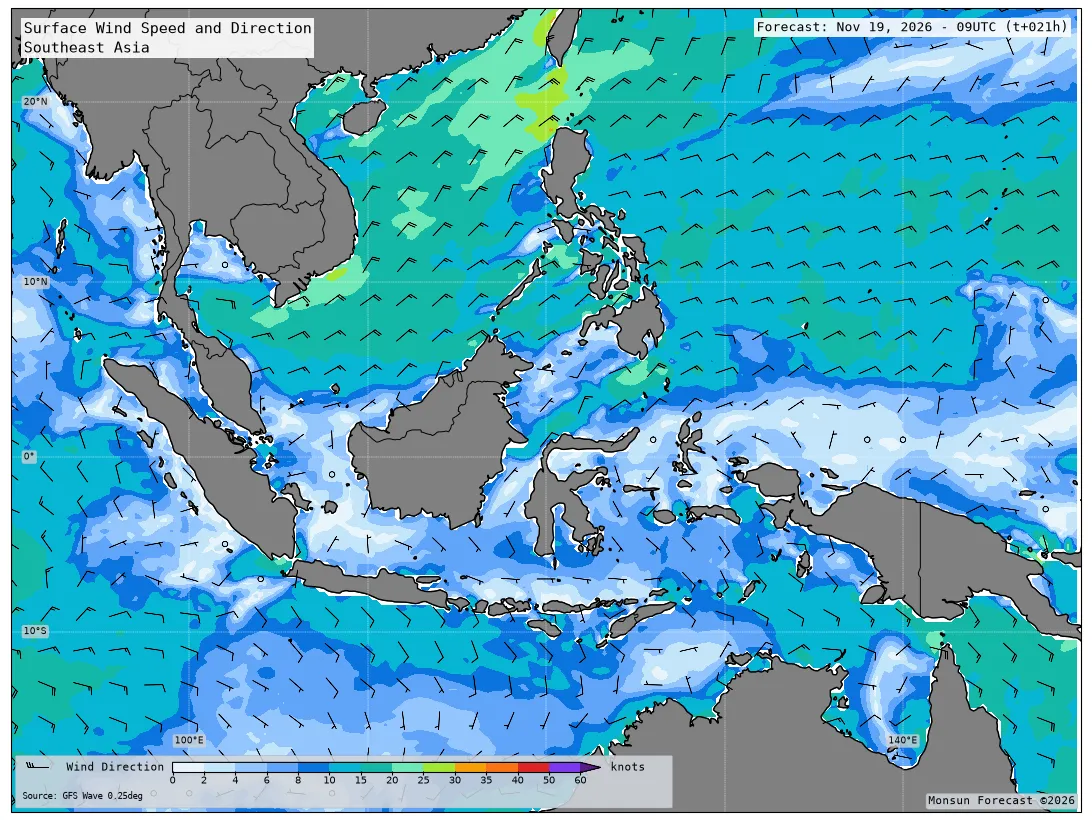 Surface Wind Speed and Direction
Southeast Asia
Forecast: Nov 19, 2026 - 09UTC (t+021h)
20°N
10°N
0°
10°S
100°E
140°E
Wind Direction
knots
0 2 4 6 8 10 15 20 25 30 35 40 50 60
Source: GFS Wave 0.25deg
Monsun Forecast ©2026